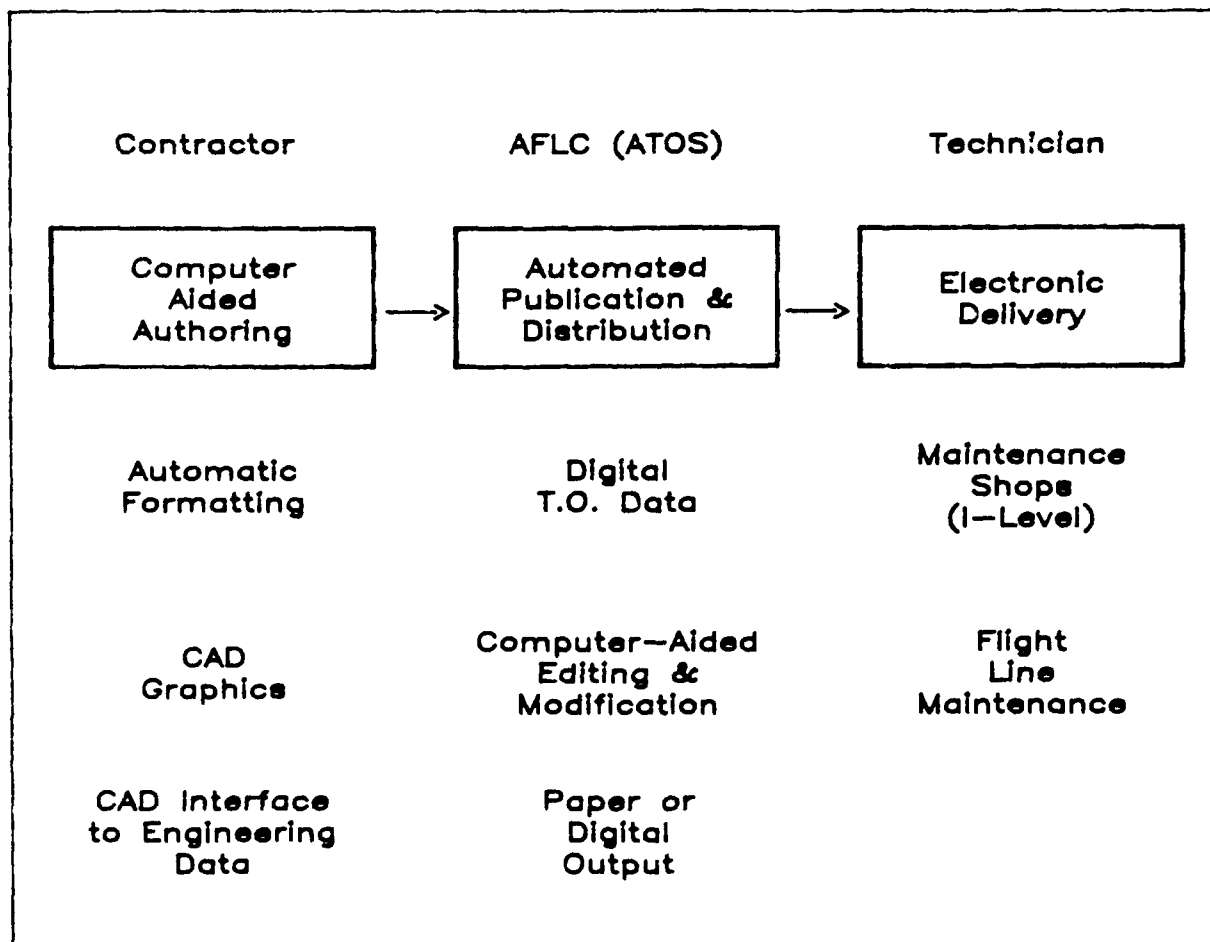 Contractor
AFLC (ATOS)
Technician
Computer
Aided
Authoring
Automated
Publication &
Distribution
Electronic
Delivery
Automatic
Formatting
Digital
T.O. Data
Maintenance
Shops
(I-Level)
CAD
Graphics
Computer-Aided
Editing &
Modification
Flight
Line
Maintenance
CAD Interface
to Engineering
Data
Paper or
Digital
Output